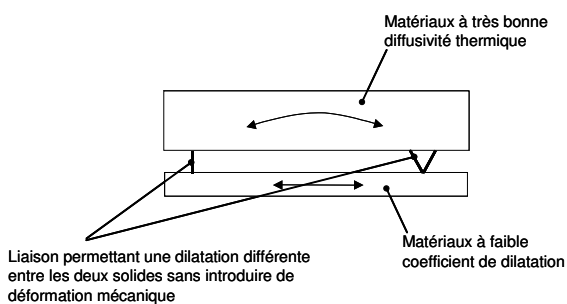 Matériaux à très bonne
diffusivité thermique
Liaison permettant une dilatation différente
entre les deux solides sans introduire de
déformation mécanique
Matériaux à faible
coefficient de dilatation